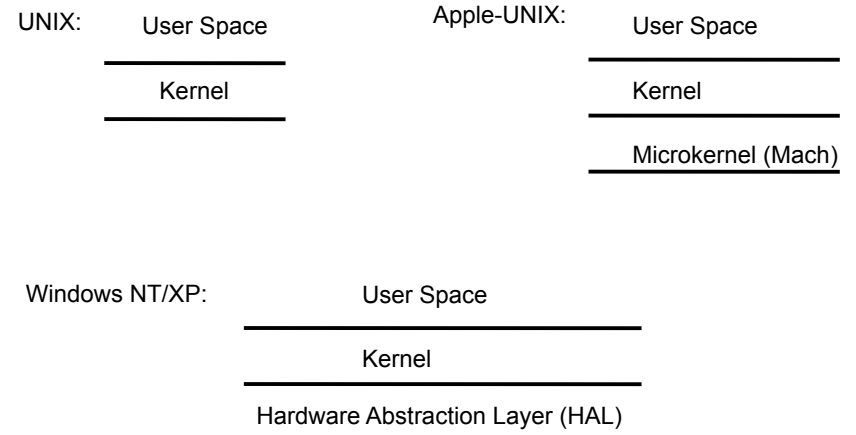 UNIX:
User Space
Kernel
Apple-UNIX:
User Space
Kernel
Microkernel (Mach)
Windows NT/XP:
User Space
Kernel
Hardware Abstraction Layer (HAL)